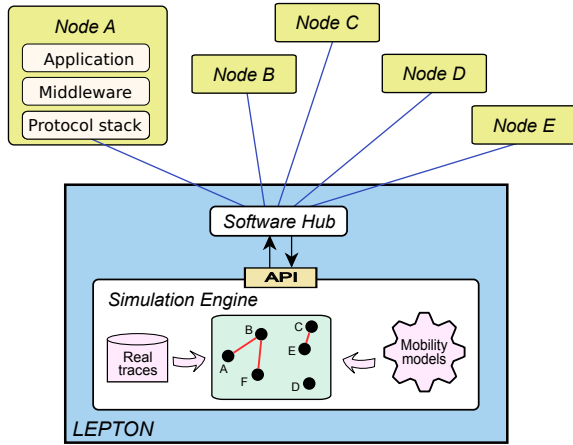 Node A
Application
Middleware
Protocol stack
Node B
Node C
Node D
Node E
Software Hub
API
Simulation Engine
Real
traces
A
B
F
C
E
D
Mobility
models
LEPTON